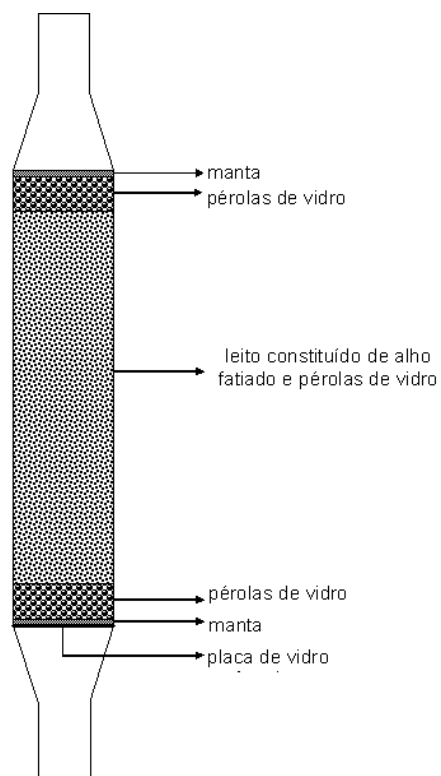 manta
pérolas de vidro
leito constituído de alho
fatiado e pérolas de vidro
pérolas de vidro
manta
placa de vidro